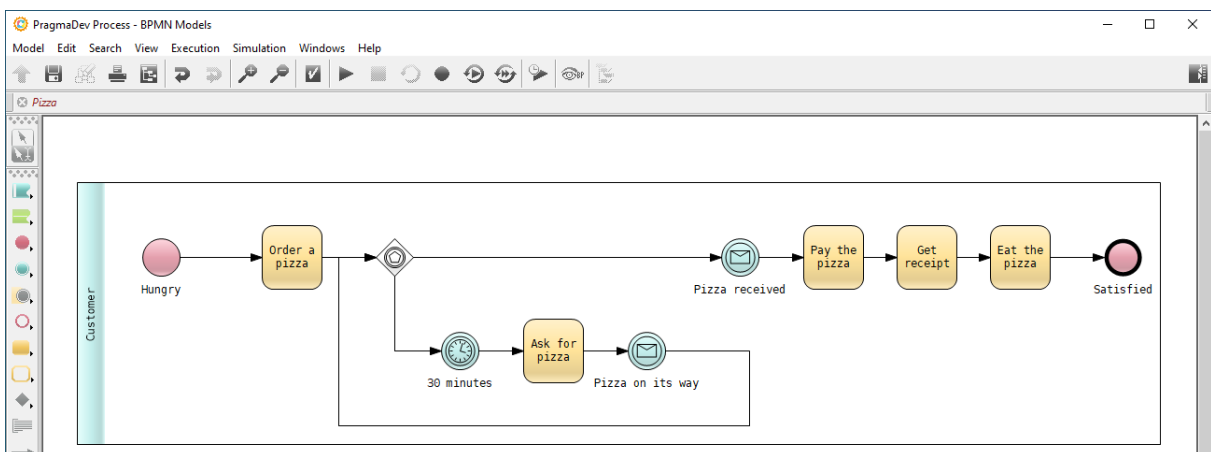 PragmaDev Process - BPMN Models
Model Edit Search View Execution Simulation Windows Help
BP
Pizza
Customer
Hungry
Order a
pizza
Pizza received
Pay the
pizza
Get
receipt
Eat the
pizza
Satisfied
30 minutes
Ask for
pizza
Pizza on its way